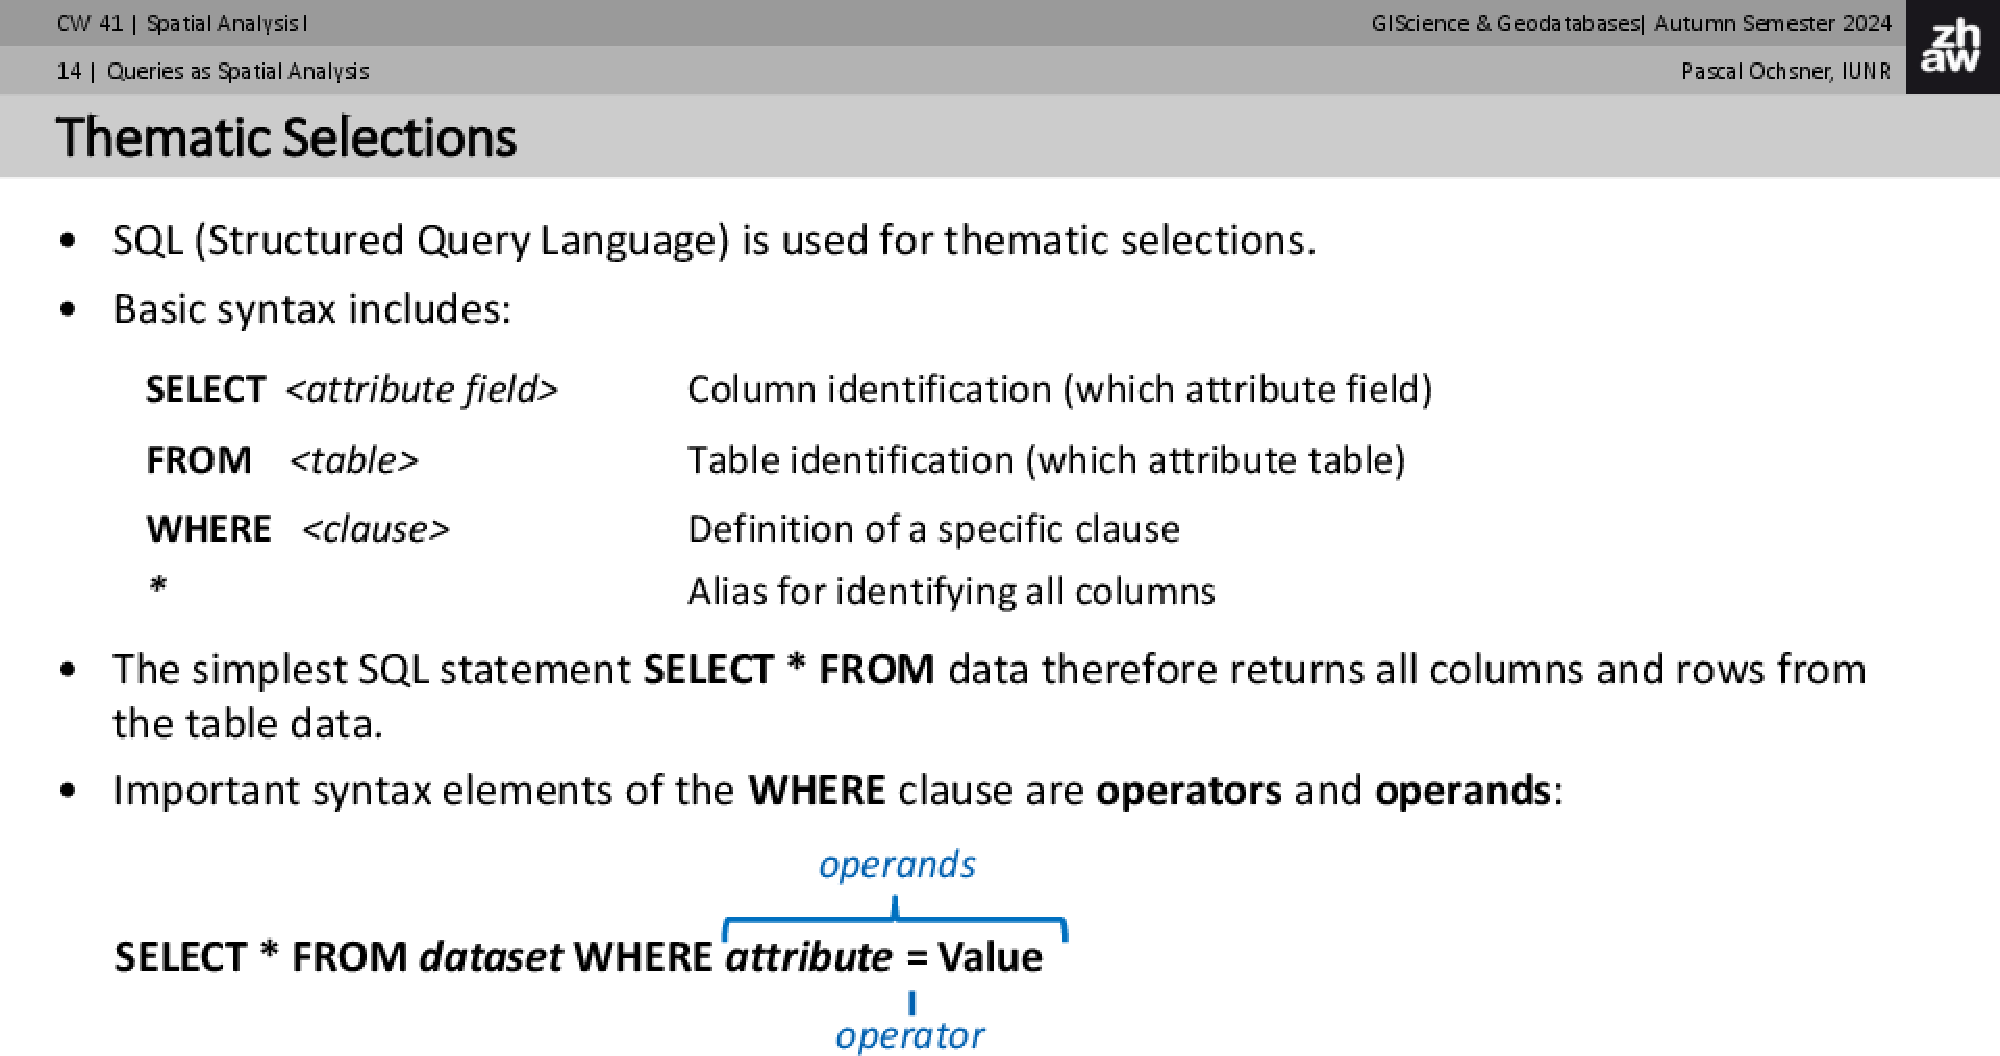 CW 41 | Spatial Analysis I
GIScience & Geodatabases| Autumn Semester 2024
zh
aw
14 | Queries as Spatial Analysis
Pascal Ochsner, IUNR
Thematic Selections
• SQL (Structured Query Language) is used for thematic selections.
• Basic syntax includes:
SELECT <attribute field> Column identification (which attribute field)
FROM <table> Table identification (which attribute table)
WHERE <clause> Definition of a specific clause
* Alias for identifying all columns
• The simplest SQL statement SELECT * FROM data therefore returns all columns and rows from
the table data.
• Important syntax elements of the WHERE clause are operators and operands:
operands
SELECT * FROM dataset WHERE attribute = Value
operator